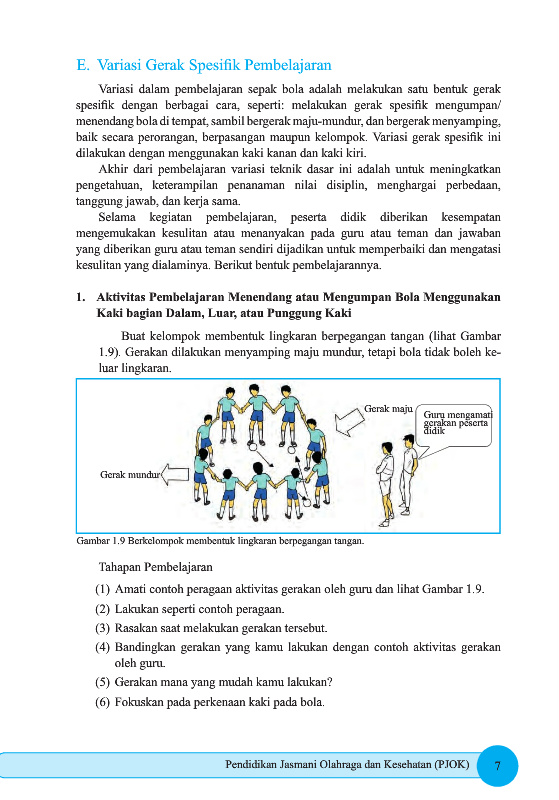 E. Variasi Gerak Spesifik Pembelajaran
Variasi dalam pembelajaran sepak bola adalah melakukan satu bentuk gerak
spesifik dengan berbagai cara, seperti: melakukan gerak spesifik mengumpan/
menendang bola di tempat, sambil bergerak maju-mundur, dan bergerak menyamping,
baik secara perorangan, berpasangan maupun kelompok. Variasi gerak spesifik ini
dilakukan dengan menggunakan kaki kanan dan kaki kiri.
Akhir dari pembelajaran variasi teknik dasar ini adalah untuk meningkatkan
pengetahuan, keterampilan penanaman nilai disiplin, menghargai perbedaan,
tanggung jawab, dan kerja sama.
Selama kegiatan pembelajaran, peserta didik diberikan kesempatan
mengemukakan kesulitan atau menanyakan pada guru atau teman dan jawaban
yang diberikan guru atau teman sendiri dijadikan untuk memperbaiki dan mengatasi
kesulitan yang dialaminya. Berikut bentuk pembelajarannya.
1. Aktivitas Pembelajaran Menendang atau Mengumpan Bola Menggunakan
Kaki bagian Dalam, Luar, atau Punggung Kaki
Buat kelompok membentuk lingkaran berpegangan tangan (lihat Gambar
1.9). Gerakan dilakukan menyamping maju mundur, tetapi bola tidak boleh ke-
luar lingkaran.
Gerak maju
Guru mengamati
gerakan peserta
didik
Gerak mundur
Gambar 1.9 Berkelompok membentuk lingkaran berpegangan tangan.
Tahapan Pembelajaran
(1) Amati contoh peragaan aktivitas gerakan oleh guru dan lihat Gambar 1.9.
(2) Lakukan seperti contoh peragaan.
(3) Rasakan saat melakukan gerakan tersebut.
(4) Bandingkan gerakan yang kamu lakukan dengan contoh aktivitas gerakan
oleh guru.
(5) Gerakan mana yang mudah kamu lakukan?
(6) Fokuskan pada perkenaan kaki pada bola.
Pendidikan Jasmani Olahraga dan Kesehatan (PJOK) 7